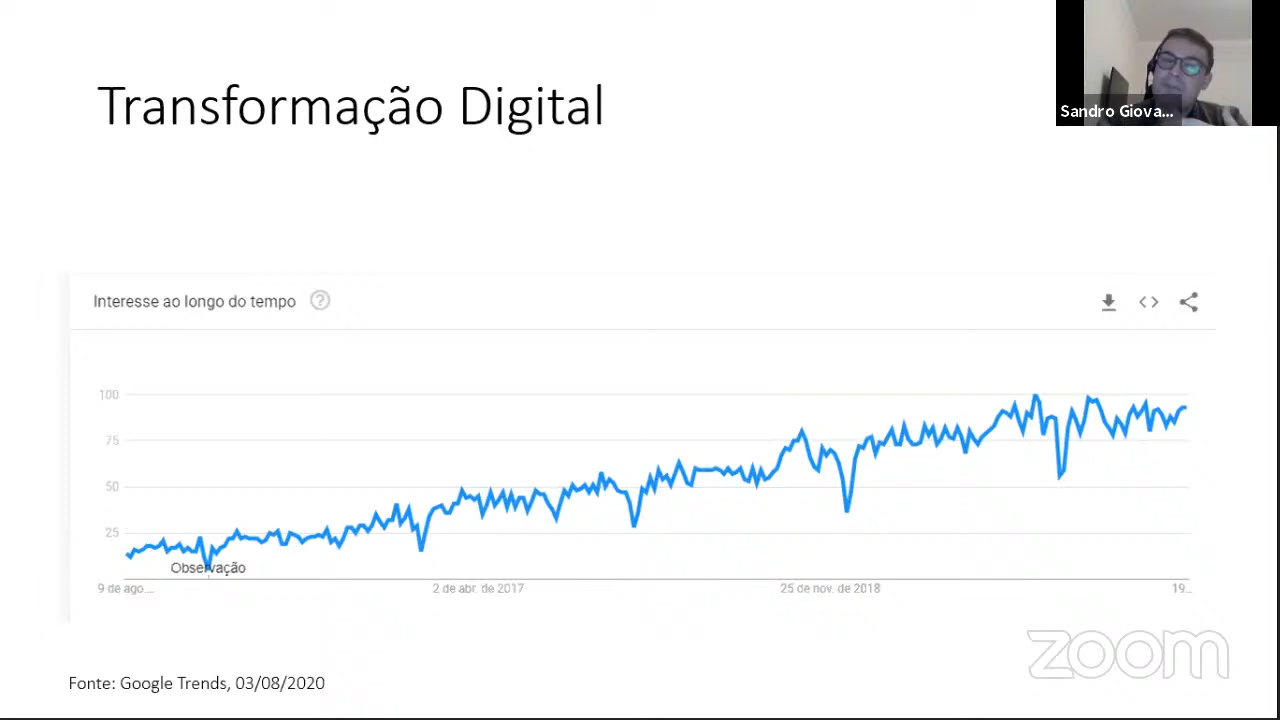 Transformação Digital
Sandro Giova...
Interesse ao longo do tempo
100
75
50
25
Observação
9 de ago....
2 de abr. de 2017
25 de nov. de 2018
19...
zoom
Fonte: Google Trends, 03/08/2020